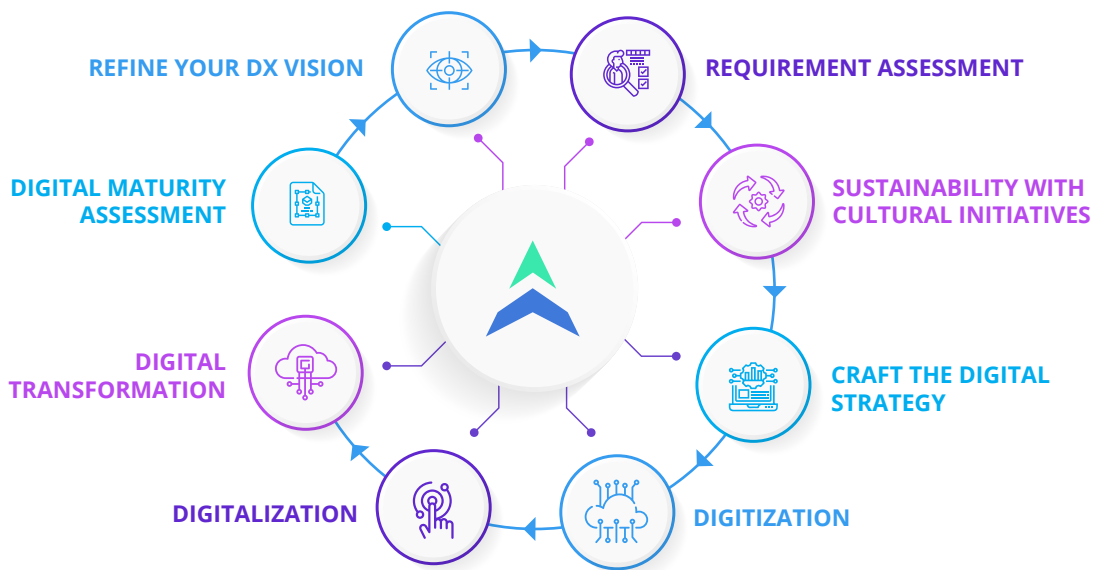 REFINE YOUR DX VISION
REQUIREMENT ASSESSMENT
DIGITAL MATURITY
ASSESSMENT
SUSTAINABILITY WITH
CULTURAL INITIATIVES
DIGITAL
TRANSFORMATION
CRAFT THE DIGITAL
STRATEGY
DIGITALIZATION
DIGITIZATION